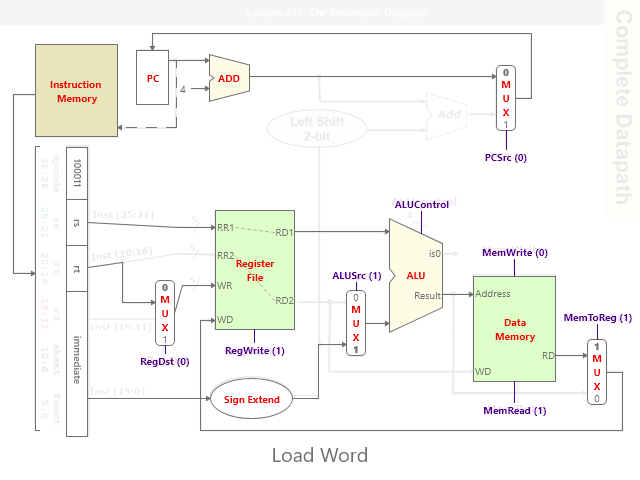 Lecture #11: The Processor: Datapath
Complete Datapath
Instruction
Memory
PC
4
ADD
0
M
U
X
1
PCSrc (0)
Left Shift
2-bit
Add
opcode
31:26
100011
rs
25:21
rs
Inst [25:21]
rt
20:16
rt
Inst [20:16]
rd
15:11
Inst [15:11]
shamt
10:6
immediate
funct
5:0
Inst [15:0]
0
M
U
X
1
RegDst (0)
RR1
RR2
WR
WD
RD1
RD2
Register
File
RegWrite (1)
Sign Extend
ALUSrc (1)
0
M
U
X
1
ALUControl
4
is0
ALU
Result
MemWrite (0)
Address
Data
Memory
RD
WD
MemRead (1)
MemToReg (1)
1
M
U
X
0
Load Word